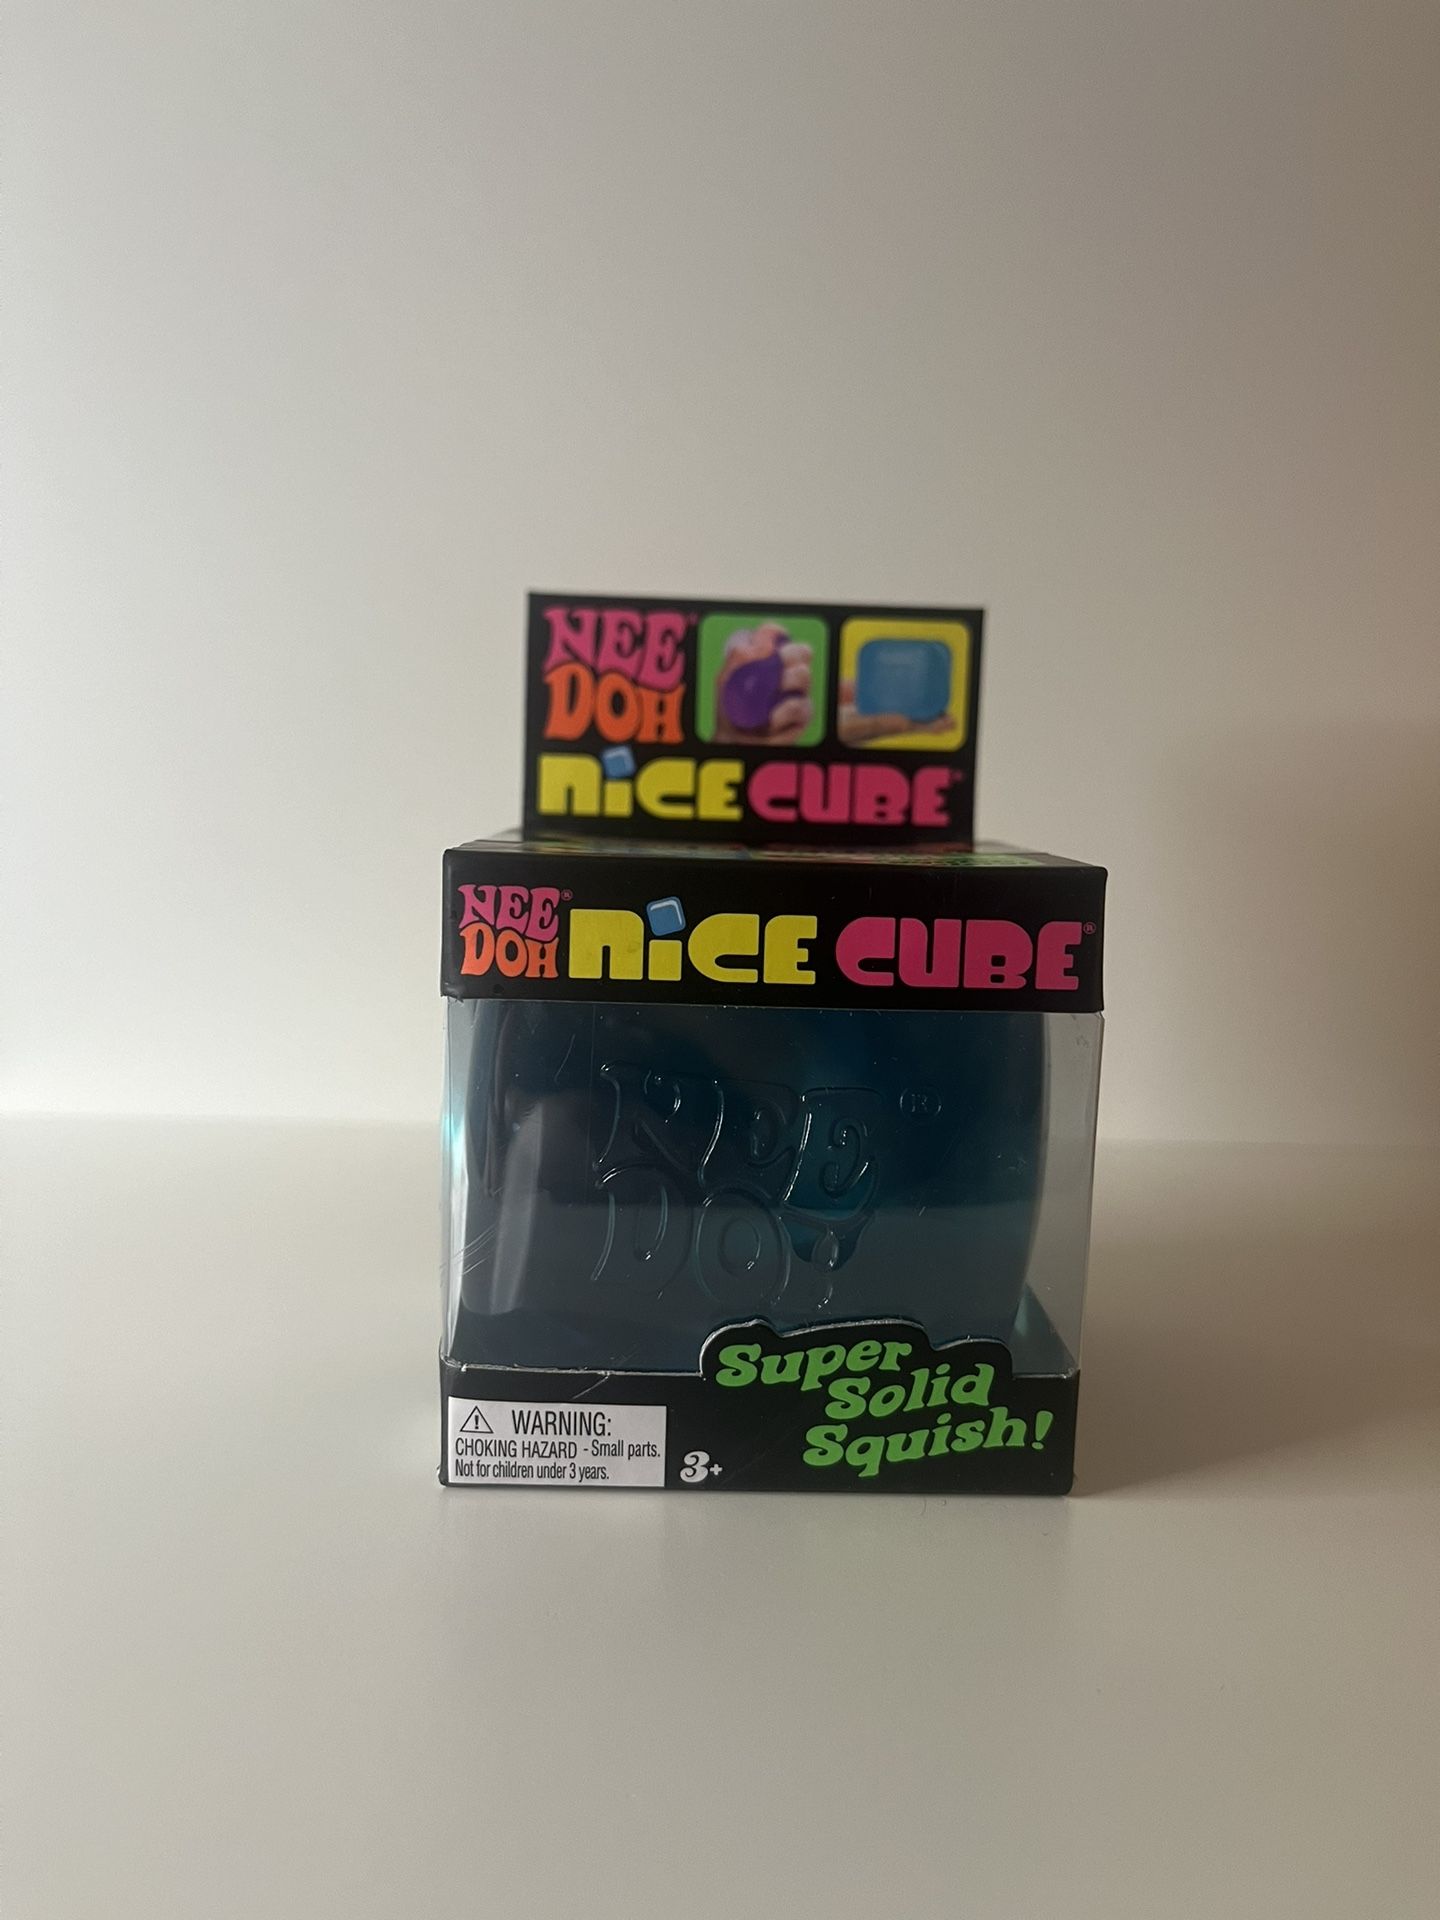 NEE
DOH
NiCE CUBE™
NEE®
DOH
NiCE CUBE®
NEE®
DOH
Super
Solid
Squish!
WARNING:
CHOKING HAZARD - Small parts.
Not for children under 3 years.
3+